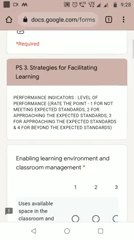 9:28
docs.google.com/forms
*Required
PS 3. Strategies for Facilitating
Learning
PERFORMANCE INDICATORS - LEVEL OF
PERFORMANCE ((RATE THE POINT - 1 FOR NOT
MEETING EXPECTED STANDARDS, 2 FOR
APPROACHING THE EXPECTED STANDARDS,
3 FOR APPROACHING THE EXPECTED STANDARDS
& 4 FOR BEYOND THE EXPECTED STANDARD))
Enabling learning environment and
classroom management *
1 2 3
Uses available
space in the
classroom and